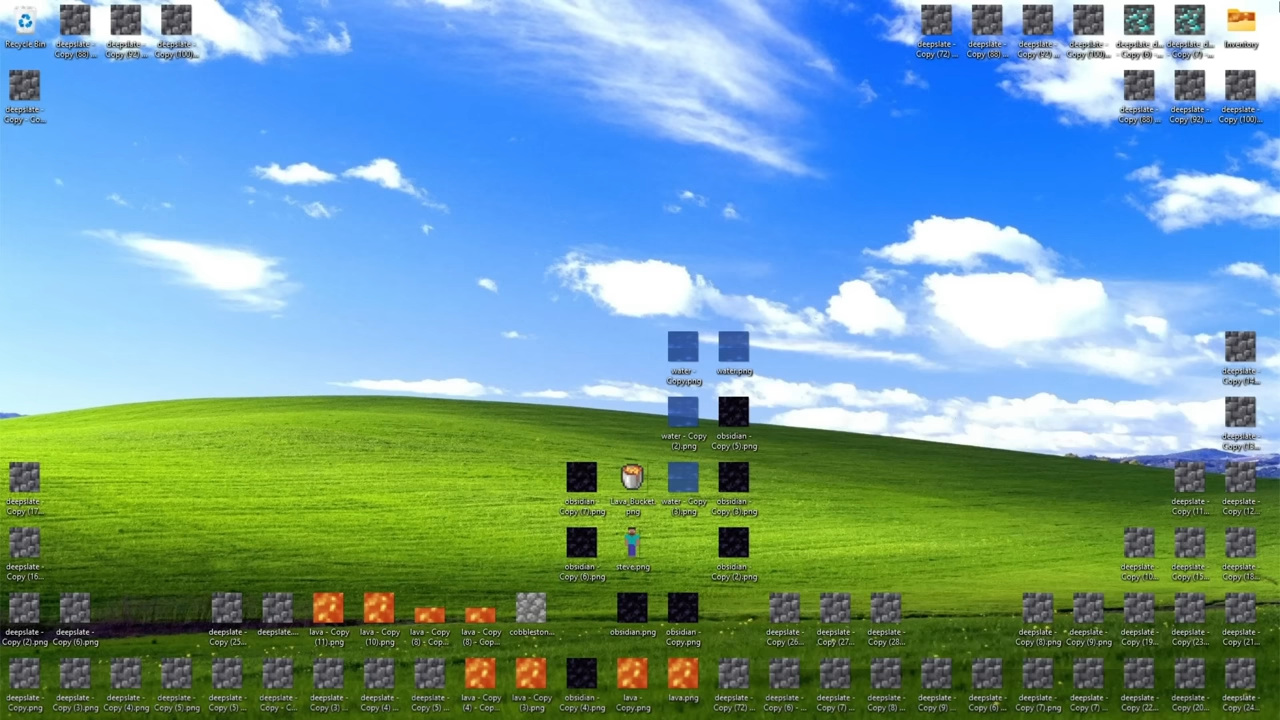 Recycle Bin
deepslate -
Copy (88) ...
deepslate -
Copy (92) ...
deepslate -
Copy (100)...
deepslate -
Copy (72) ...
deepslate -
Copy (88) ...
deepslate -
Copy (92) ...
deepslate -
Copy (100)...
deepslate_d...
Copy (6) -...
deepslate_d...
Copy (7) -...
Inventory
deepslate -
Copy - Co...
deepslate -
Copy (88) ...
deepslate -
Copy (92) ...
deepslate -
Copy (100)...
water -
Copy.png
water.png
deepslate -
Copy (14...
water - Copy
(2).png
obsidian -
Copy (5).png
deepslate -
Copy (13...
deepslate -
Copy (17...
obsidian -
Copy (7).png
Lava_Bucket.
png
water - Copy
(3).png
obsidian -
Copy (3).png
deepslate -
Copy (11...
deepslate -
Copy (12...
deepslate -
Copy (16...
obsidian -
Copy (6).png
steve.png
obsidian -
Copy (2).png
deepslate -
Copy (10...
deepslate -
Copy (15...
deepslate -
Copy (18...
deepslate -
Copy (2).png
deepslate -
Copy (6).png
deepslate -
Copy (25...
deepslate....
lava - Copy
(11).png
lava - Copy
(10).png
lava - Copy
(8) - Cop...
lava - Copy
(8) - Cop...
cobbleston...
obsidian.png
obsidian -
Copy.png
deepslate -
Copy (26...
deepslate -
Copy (27...
deepslate -
Copy (28...
deepslate -
Copy (8).png
deepslate -
Copy (9).png
deepslate -
Copy (19...
deepslate -
Copy (23...
deepslate -
Copy (21...
deepslate -
Copy.png
deepslate -
Copy (3).png
deepslate -
Copy (4).png
deepslate -
Copy (5).png
deepslate -
Copy (5) ...
deepslate -
Copy - C...
deepslate -
Copy (3) ...
deepslate -
Copy (4) ...
deepslate -
Copy (5) ...
lava - Copy
(4) - Cop...
lava - Copy
(3).png
obsidian -
Copy (4).png
lava -
Copy.png
lava.png
deepslate -
Copy (72) ...
deepslate -
Copy (6) -...
deepslate -
Copy (7) ...
deepslate -
Copy (8) ...
deepslate -
Copy (9) ...
deepslate -
Copy (6) ...
deepslate -
Copy (7).png
deepslate -
Copy (7) ...
deepslate -
Copy (22...
deepslate -
Copy (20...
deepslate -
Copy (24...